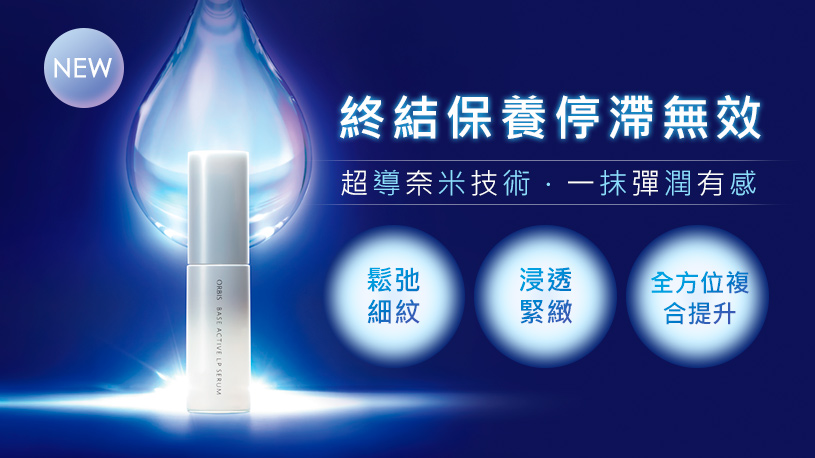 NEW
終結保養停滯無效
超導奈米技術．一抹彈潤有感
鬆弛
細紋
浸透
緊緻
全方位複
合提升
ORBIS BASE ACTIVE LP SERUM